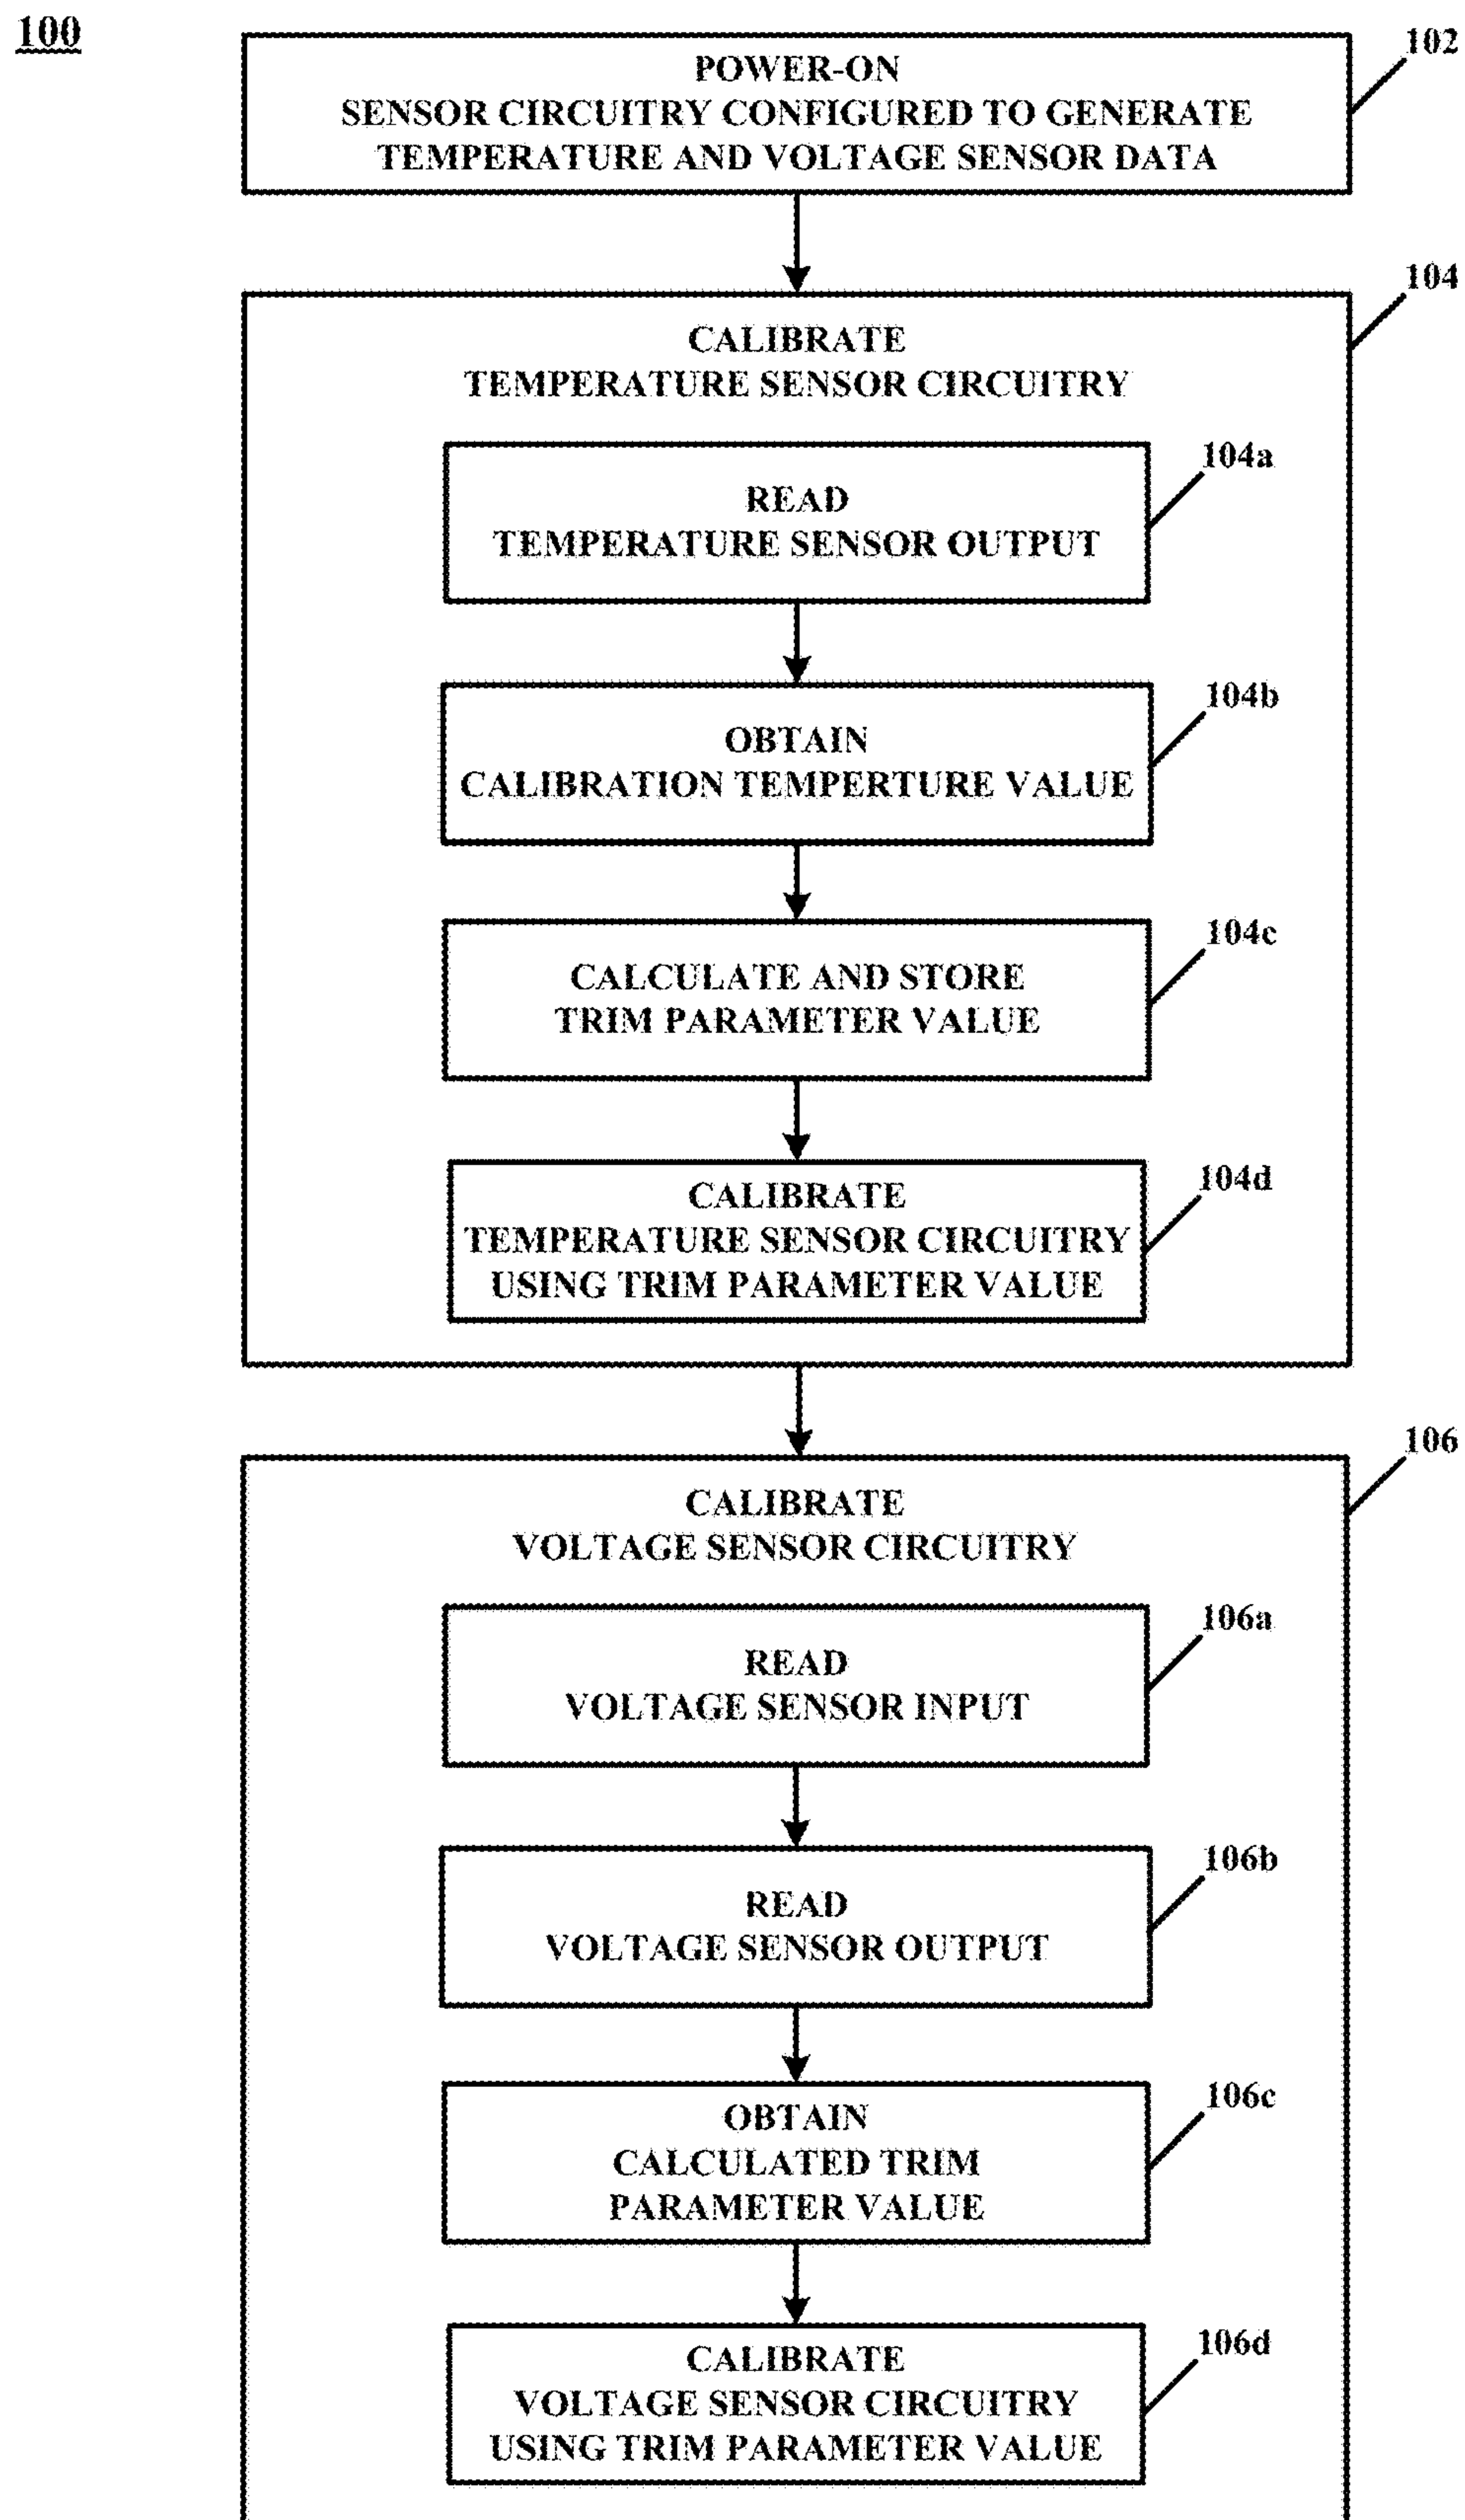 100
102
POWER-ON
SENSOR CIRCUITRY CONFIGURED TO GENERATE
TEMPERATURE AND VOLTAGE SENSOR DATA
104
CALIBRATE
TEMPERATURE SENSOR CIRCUITRY
104a
READ
TEMPERATURE SENSOR OUTPUT
104b
OBTAIN
CALIBRATION TEMPERTURE VALUE
104c
CALCULATE AND STORE
TRIM PARAMETER VALUE
104d
CALIBRATE
TEMPERATURE SENSOR CIRCUITRY
USING TRIM PARAMETER VALUE
106
CALIBRATE
VOLTAGE SENSOR CIRCUITRY
106a
READ
VOLTAGE SENSOR INPUT
106b
READ
VOLTAGE SENSOR OUTPUT
106c
OBTAIN
CALCULATED TRIM
PARAMETER VALUE
106d
CALIBRATE
VOLTAGE SENSOR CIRCUITRY
USING TRIM PARAMETER VALUE